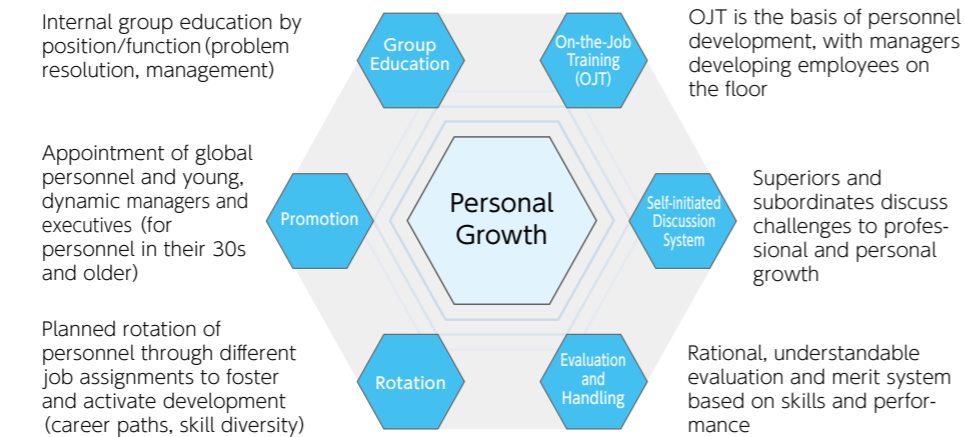 Internal group education by
position/function (problem
resolution, management)
Group
Education
On-the-Job
Training
(OJT)
OJT is the basis of personnel
development, with managers
developing employees on
the floor
Appointment of global
personnel and young,
dynamic managers and
executives (for
personnel in their 30s
and older)
Promotion
Personal
Growth
Self-initiated
Discussion
System
Superiors and
subordinates discuss
challenges to profes-
sional and personal
growth
Planned rotation of
personnel through different
job assignments to foster
and activate development
(career paths, skill diversity)
Rotation
Evaluation
and
Handling
Rational, understandable
evaluation and merit system
based on skills and perfor-
mance